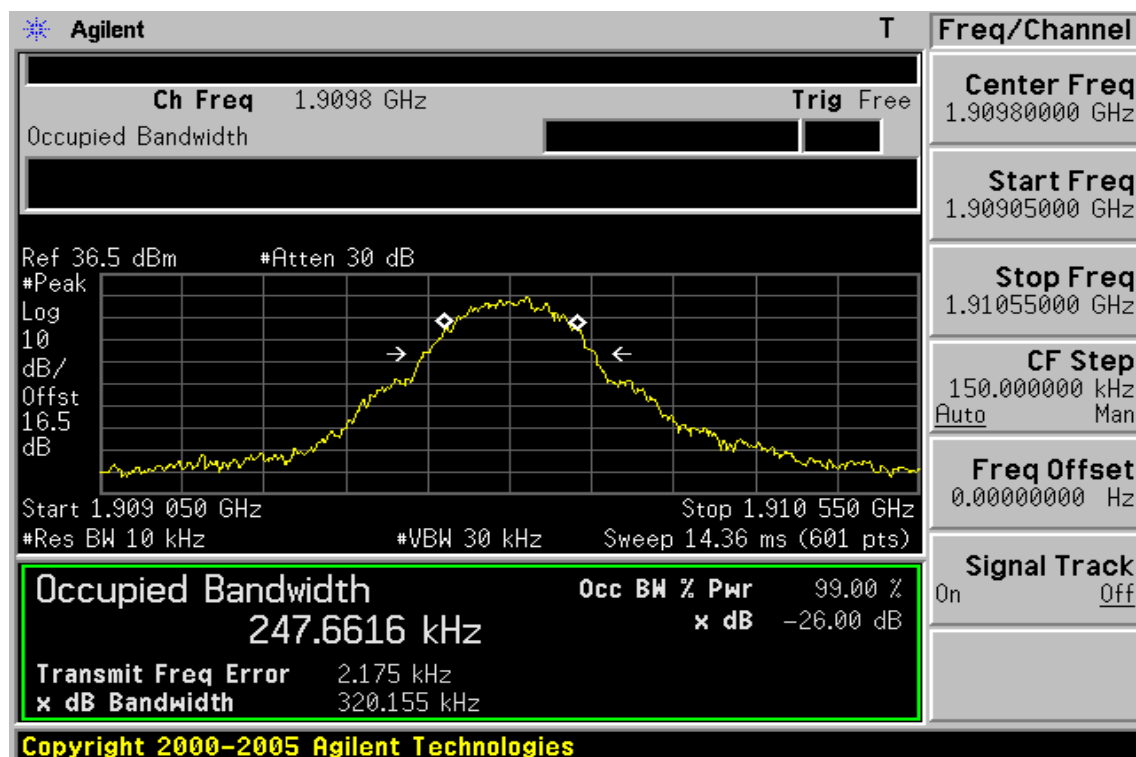 Agilent T
Freq/Channel
Ch Freq 1.9098 GHz Trig Free
Occupied Bandwidth
Center Freq
1.90980000 GHz
Start Freq
1.90905000 GHz
Stop Freq
1.91055000 GHz
CF Step
150.000000 kHz
Auto Man
Freq Offset
0.00000000 Hz
Signal Track
On Off
Ref 36.5 dBm #Atten 30 dB
#Peak
Log
10
dB/
Offst
16.5
dB
Start 1.909 050 GHz Stop 1.910 550 GHz
#Res BW 10 kHz #VBW 30 kHz Sweep 14.36 ms (601 pts)
Occupied Bandwidth
247.6616 kHz
Occ BW % Pwr 99.00 %
x dB -26.00 dB
Transmit Freq Error 2.175 kHz
x dB Bandwidth 320.155 kHz
Copyright 2000-2005 Agilent Technologies